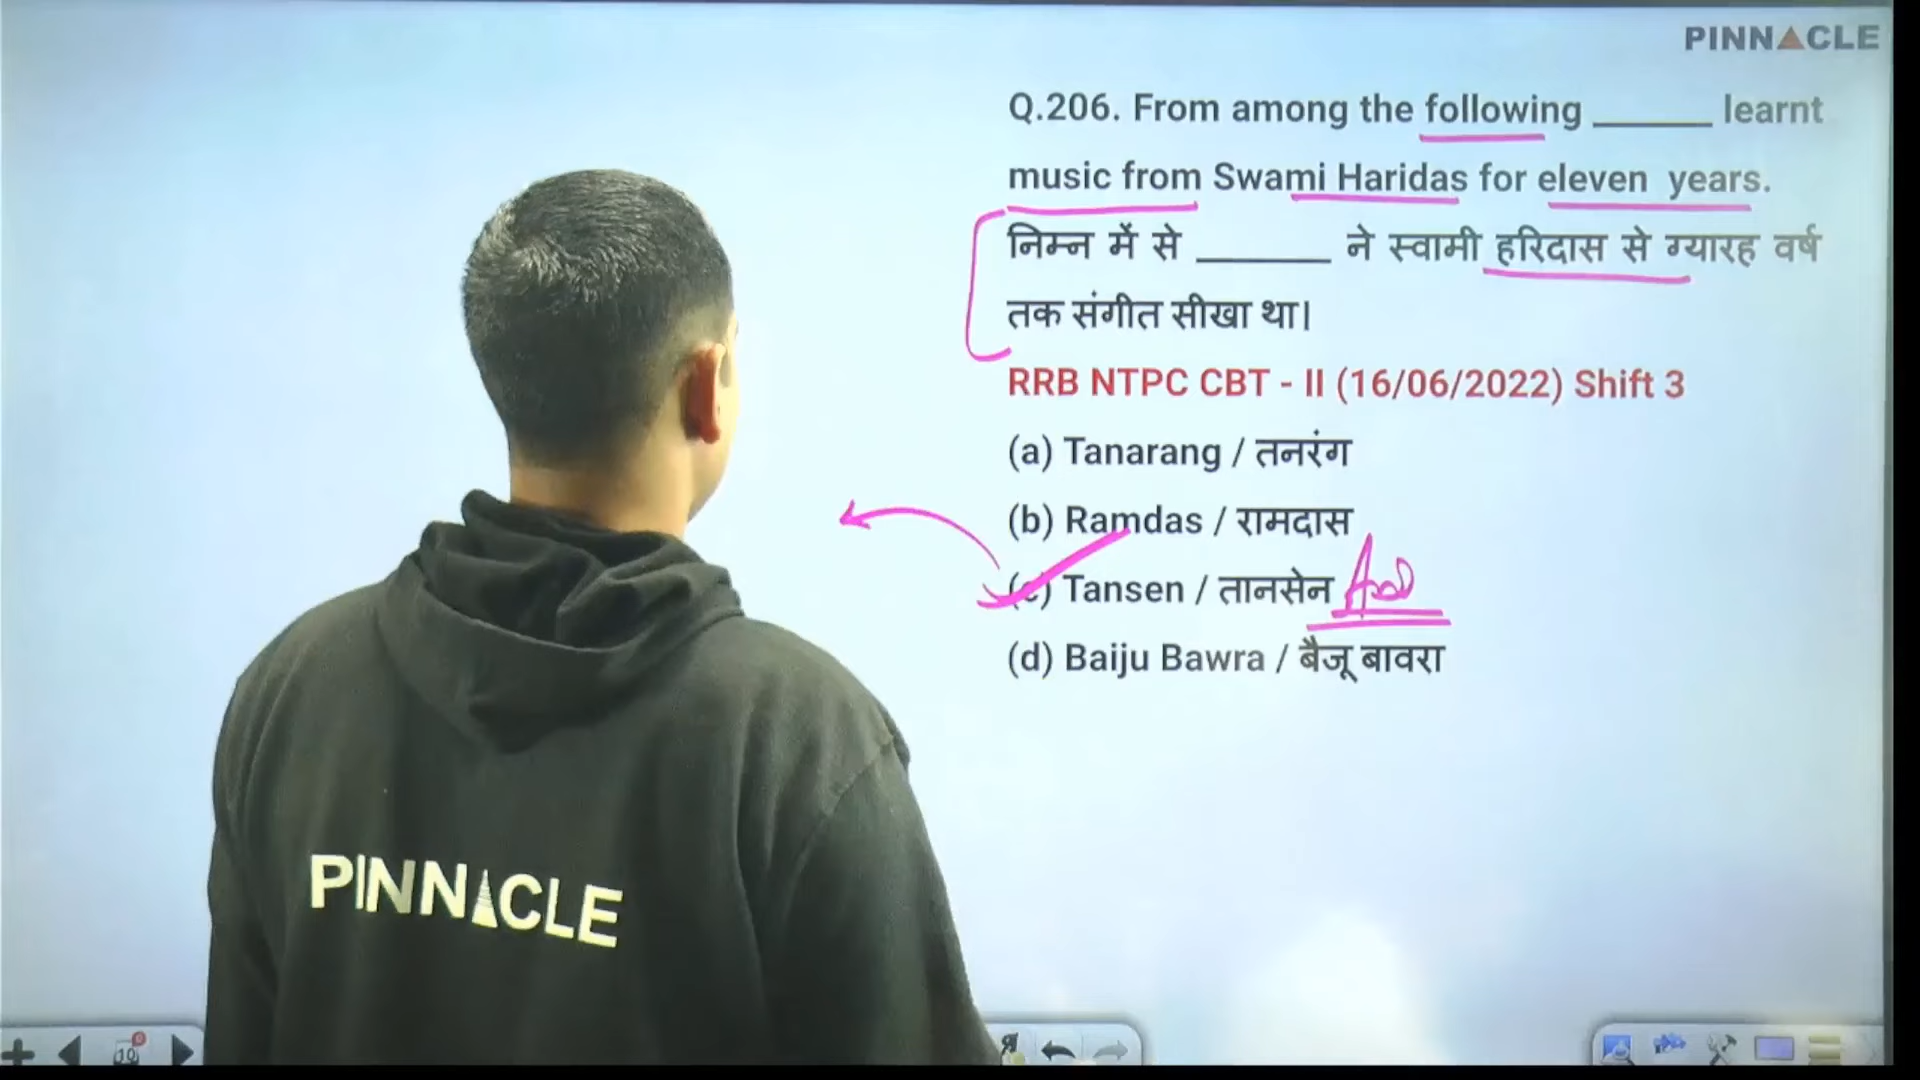 PINNACLE
Q.206. From among the following ______ learnt
music from Swami Haridas for eleven years.
निम्न में से ______ ने स्वामी हरिदास से ग्यारह वर्ष
तक संगीत सीखा था।
RRB NTPC CBT - II (16/06/2022) Shift 3
(a) Tanarang / तनरंग
(b) Ramdas / रामदास
(c) Tansen / तानसेन
(d) Baiju Bawra / बैजू बावरा
PINNACLE
10